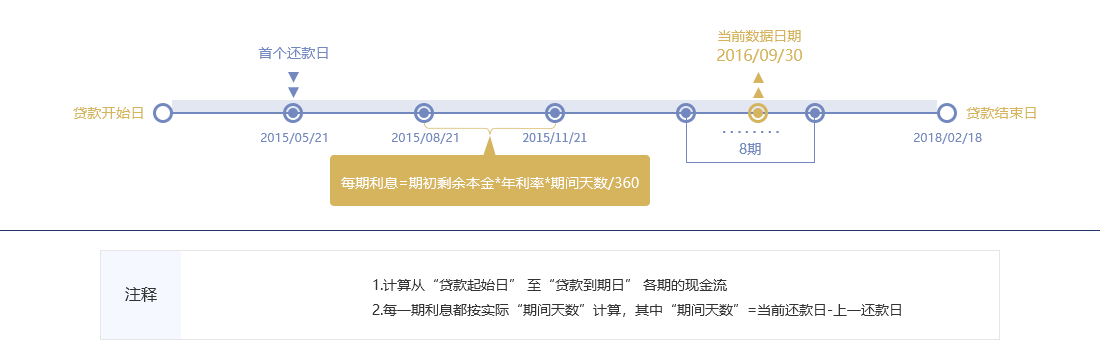 当前数据日期
2016/09/30
首个还款日
贷款开始日
贷款结束日
2015/05/21
2015/08/21
2015/11/21
········
8期
2018/02/18
每期利息=期初剩余本金*年利率*期间天数/360
注释
1.计算从“贷款起始日” 至“贷款到期日” 各期的现金流
2.每一期利息都按实际“期间天数”计算，其中“期间天数”=当前还款日-上一还款日